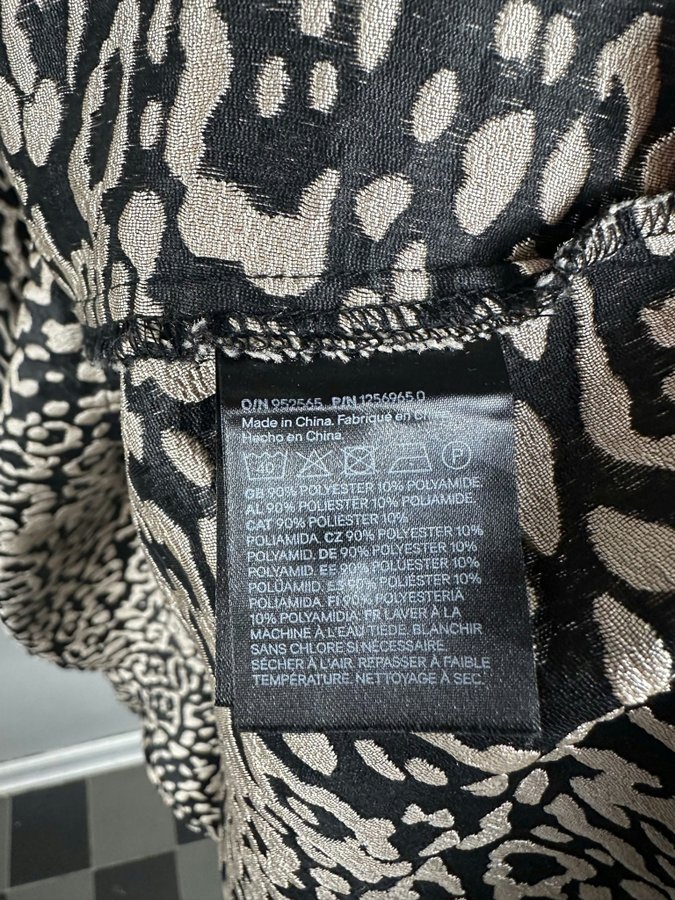 O/N 952565 P/N 1256965 0
Made in China. Fabriqué en Chine.
Hecho en China.
40 P
GB 90% POLYESTER 10% POLYAMIDE.
AL 90% POLIESTER 10% POLIAMIDE.
CAT 90% POLIÈSTER 10%
POLIAMIDA. CZ 90% POLYESTER 10%
POLYAMID. DE 90% POLYESTER 10%
POLYAMID. EE 90% POLÜESTER 10%
POLÜAMIID. ES 90% POLIÉSTER 10%
POLIAMIDA. FI 90% POLYESTERIÄ
10% POLYAMIDIA. FR LAVER À LA
MACHINE À L'EAU TIEDE. BLANCHIR
SANS CHLORE SI NÉCESSAIRE.
SÉCHER À L'AIR. REPASSER À FAIBLE
TEMPÉRATURE. NETTOYAGE À SEC.